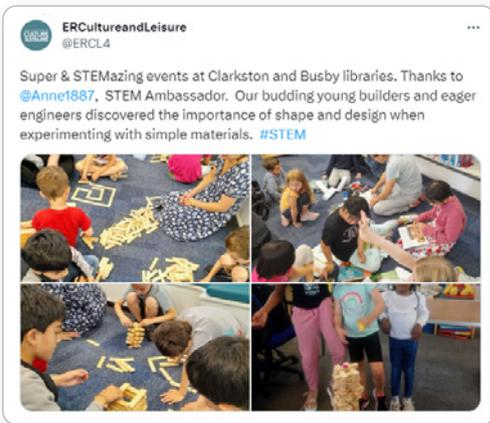 ERCultureandLeisure
@ERCL4
Super & STEMazing events at Clarkston and Busby libraries. Thanks to
@Anne1887, STEM Ambassador. Our budding young builders and eager
engineers discovered the importance of shape and design when
experimenting with simple materials. #STEM